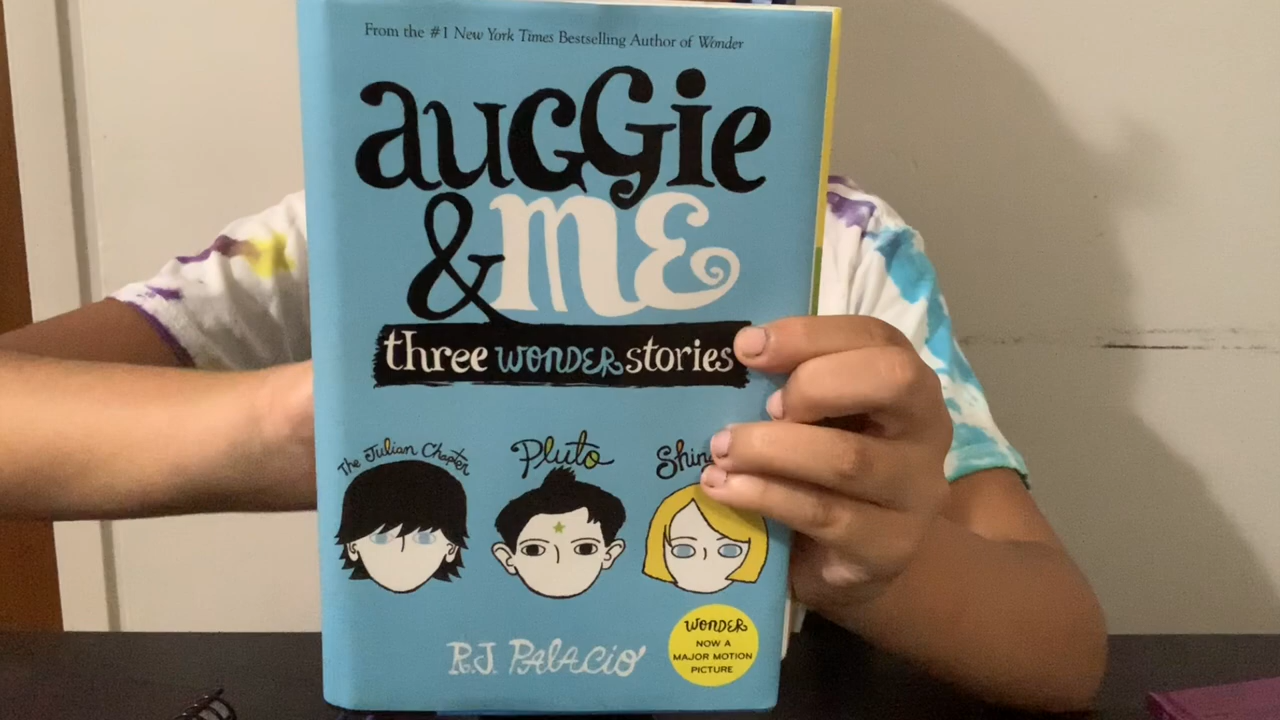 From the #1 New York Times Bestselling Author of Wonder
auggie
& me
three WONDER stories
The Julian Chapter
Pluto
R.J. PALACIO
WONDER
NOW A
MAJOR MOTION
PICTURE